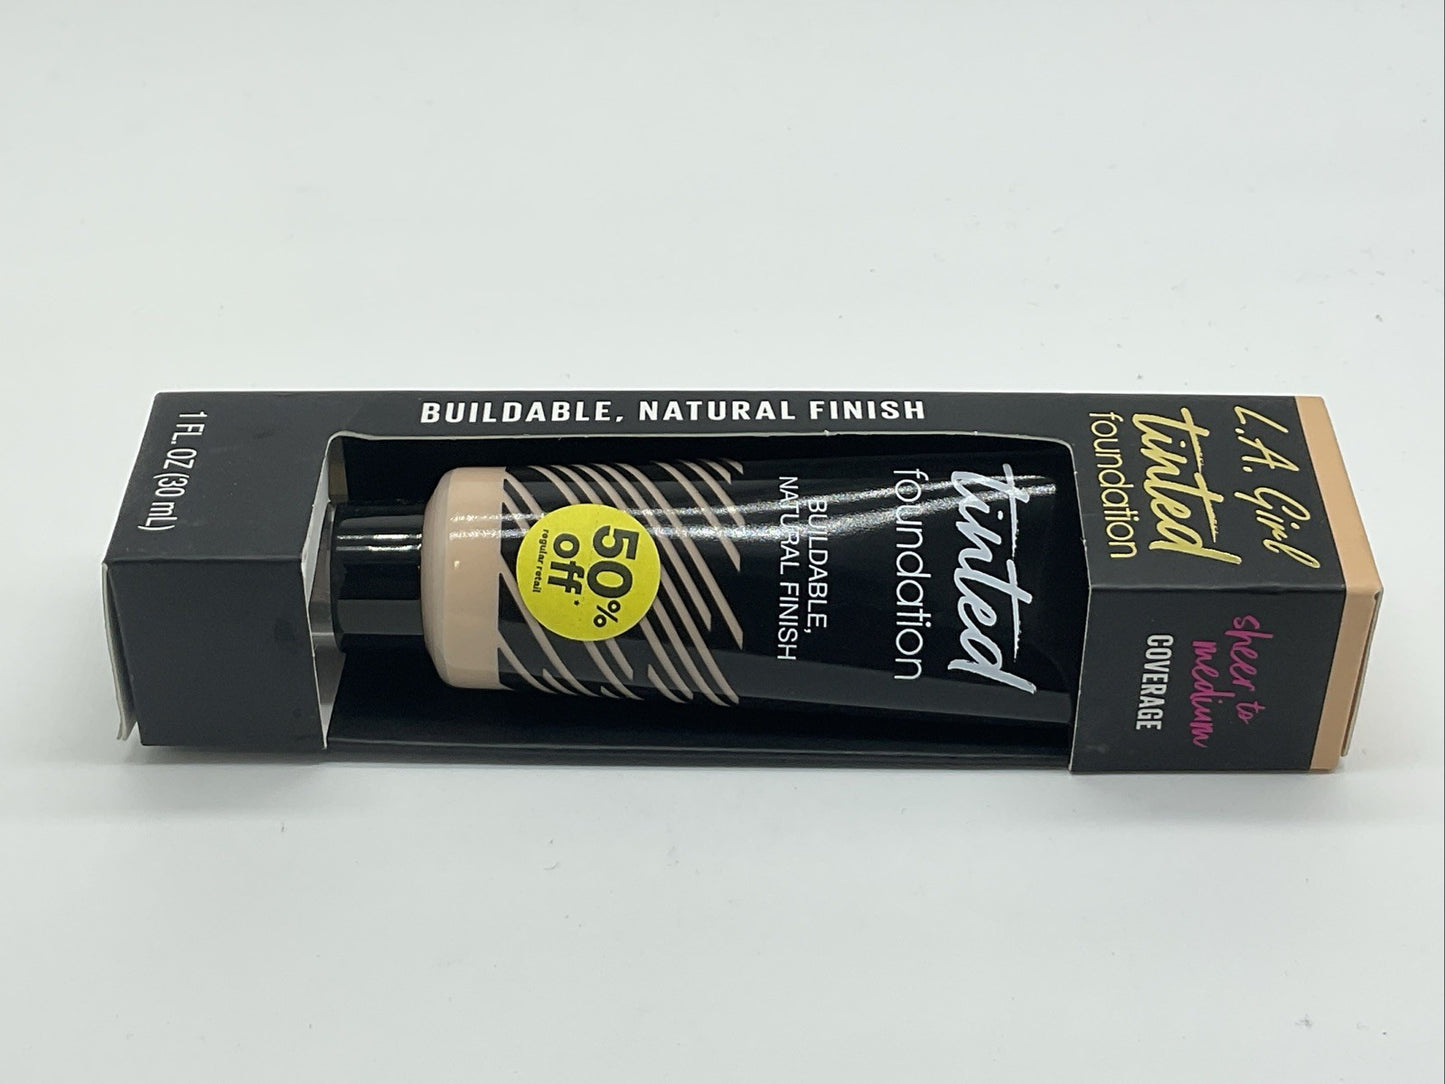 1 FL. OZ (30 mL)
BUILDABLE, NATURAL FINISH
L.A. Girl
tinted
foundation
sheer to
medium
COVERAGE
tinted
foundation
BUILDABLE,
NATURAL FINISH
50%
off*
regular retail